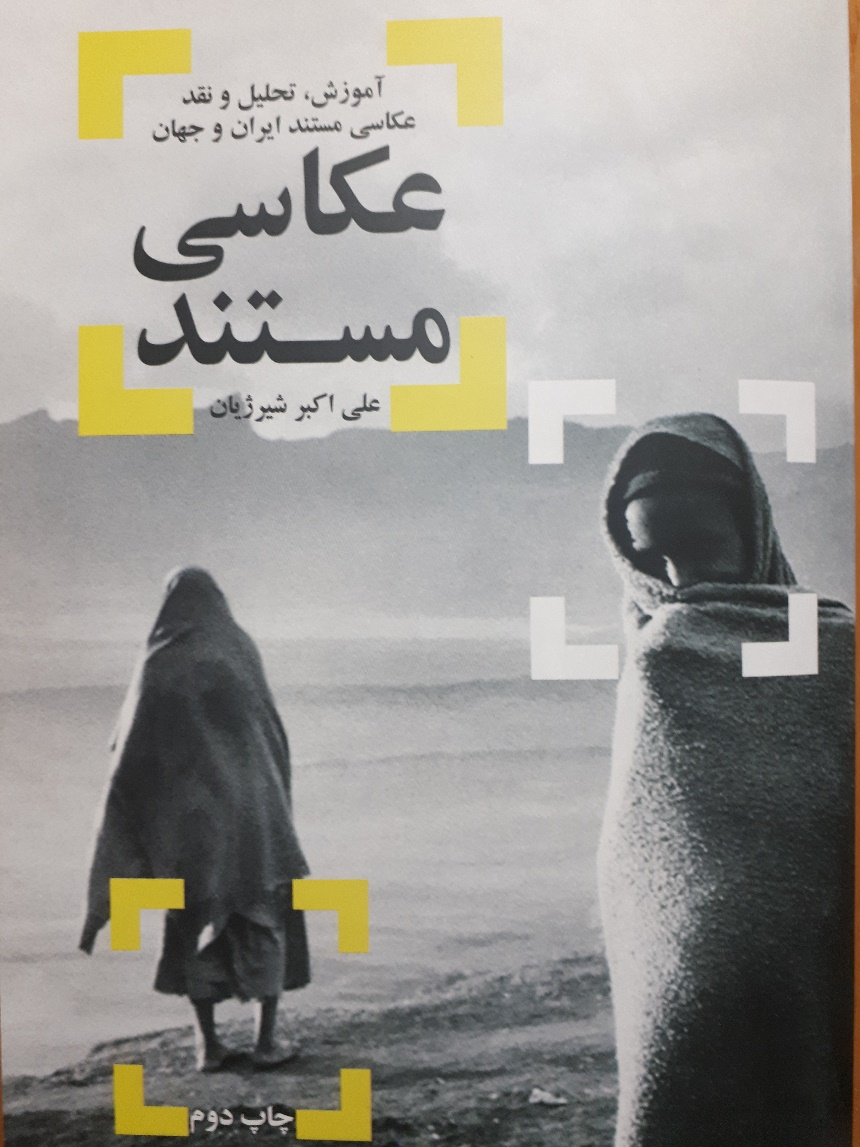 آموزش، تحلیل و نقد
عکاسی مستند ایران و جهان
عکاسی
مستند
علی اکبر شیرژیان
چاپ دوم